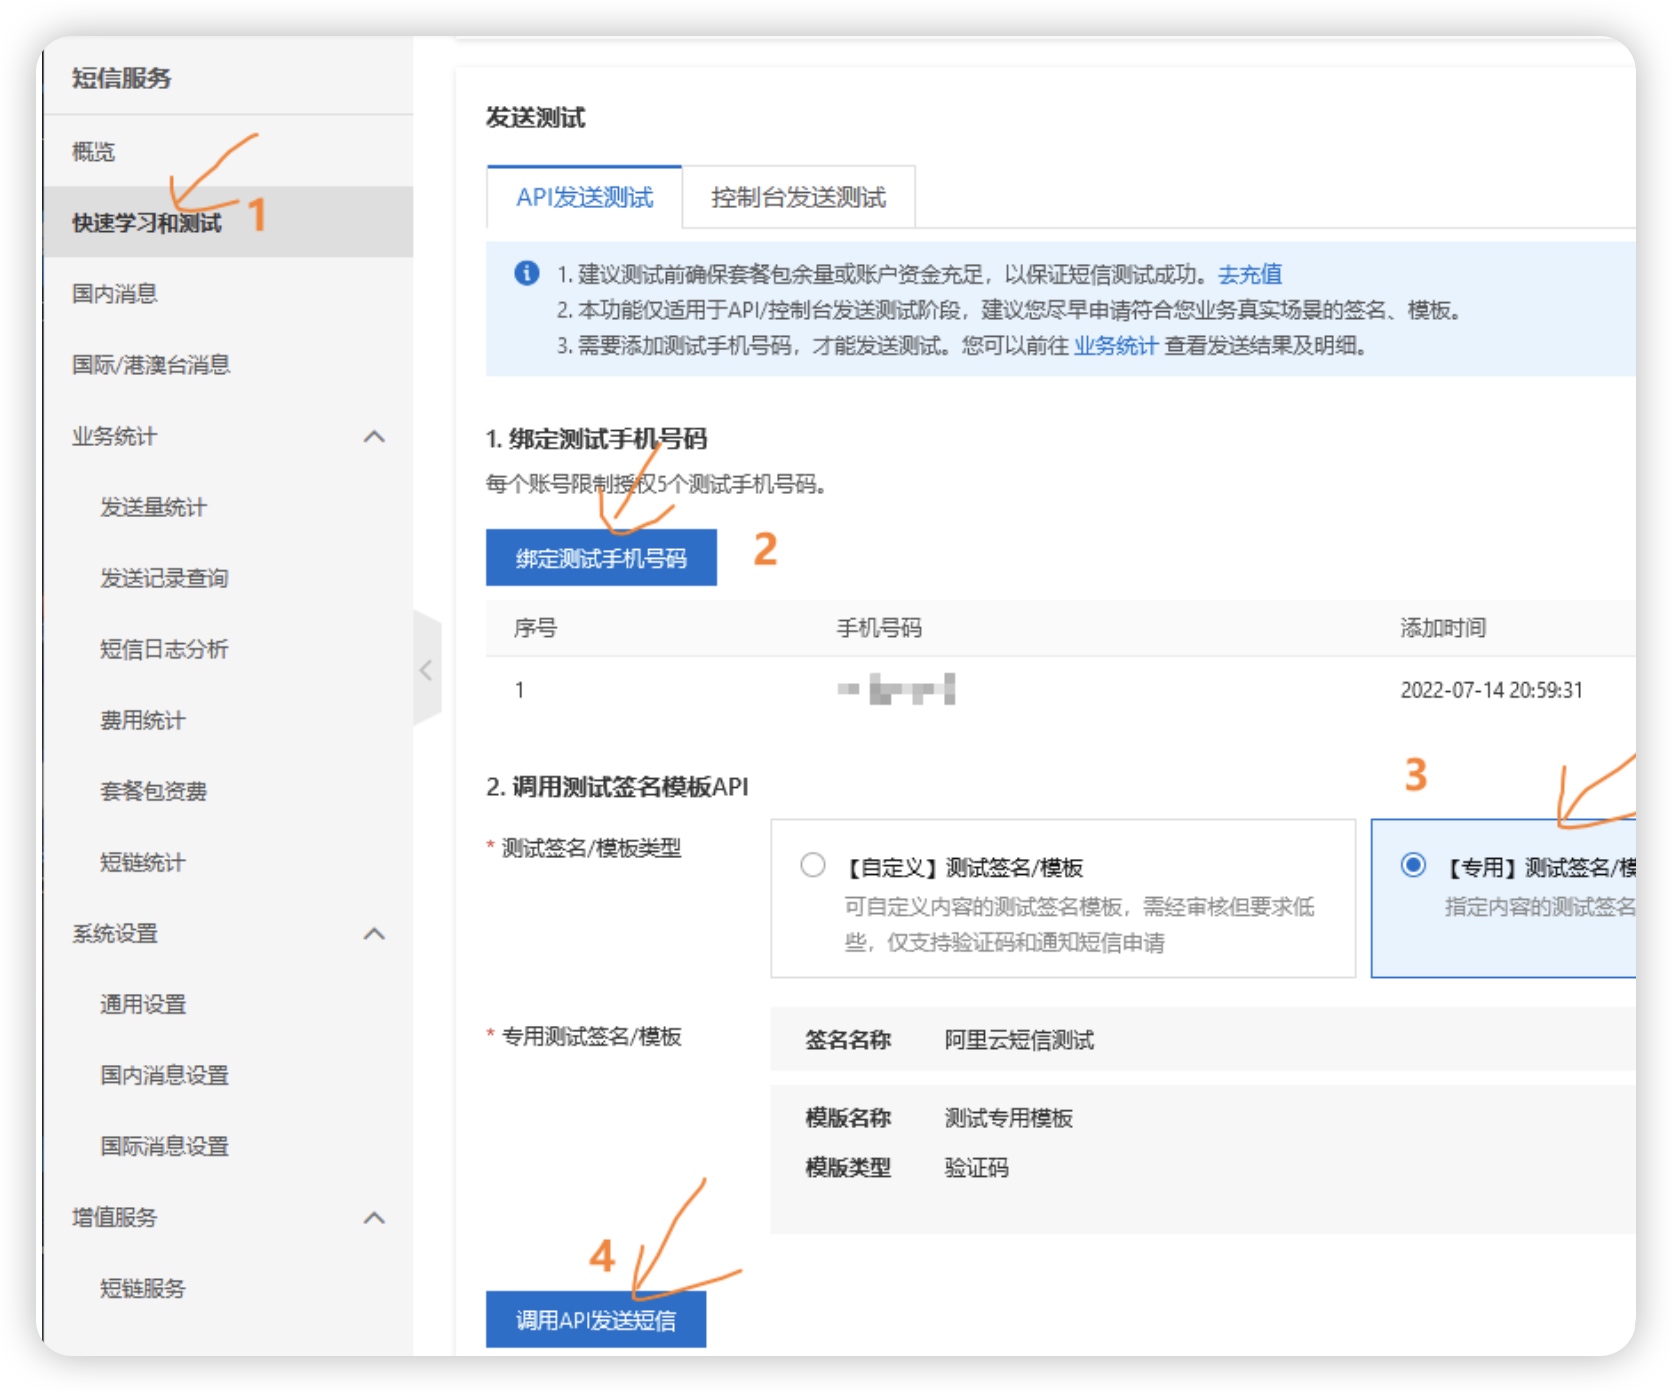 短信服务
概览
快速学习和测试
1
国内消息
国际/港澳台消息
业务统计
发送量统计
发送记录查询
短信日志分析
费用统计
套餐包资费
短链统计
系统设置
通用设置
国内消息设置
国际消息设置
增值服务
短链服务
发送测试
API发送测试
控制台发送测试
1. 建议测试前确保套餐包余量或账户资金充足，以保证短信测试成功。去充值
2. 本功能仅适用于API/控制台发送测试阶段，建议您尽早申请符合您业务真实场景的签名、模板。
3. 需要添加测试手机号码，才能发送测试。您可以前往 业务统计 查看发送结果及明细。
1. 绑定测试手机号码
每个账号限制授权5个测试手机号码。
绑定测试手机号码
2
序号 手机号码 添加时间
1 2022-07-14 20:59:31
2. 调用测试签名模板API
3
* 测试签名/模板类型
【自定义】测试签名/模板
可自定义内容的测试签名模板，需经审核但要求低
些，仅支持验证码和通知短信申请
【专用】测试签名/模
指定内容的测试签名
* 专用测试签名/模板
签名名称 阿里云短信测试
模版名称 测试专用模板
模版类型 验证码
4
调用API发送短信